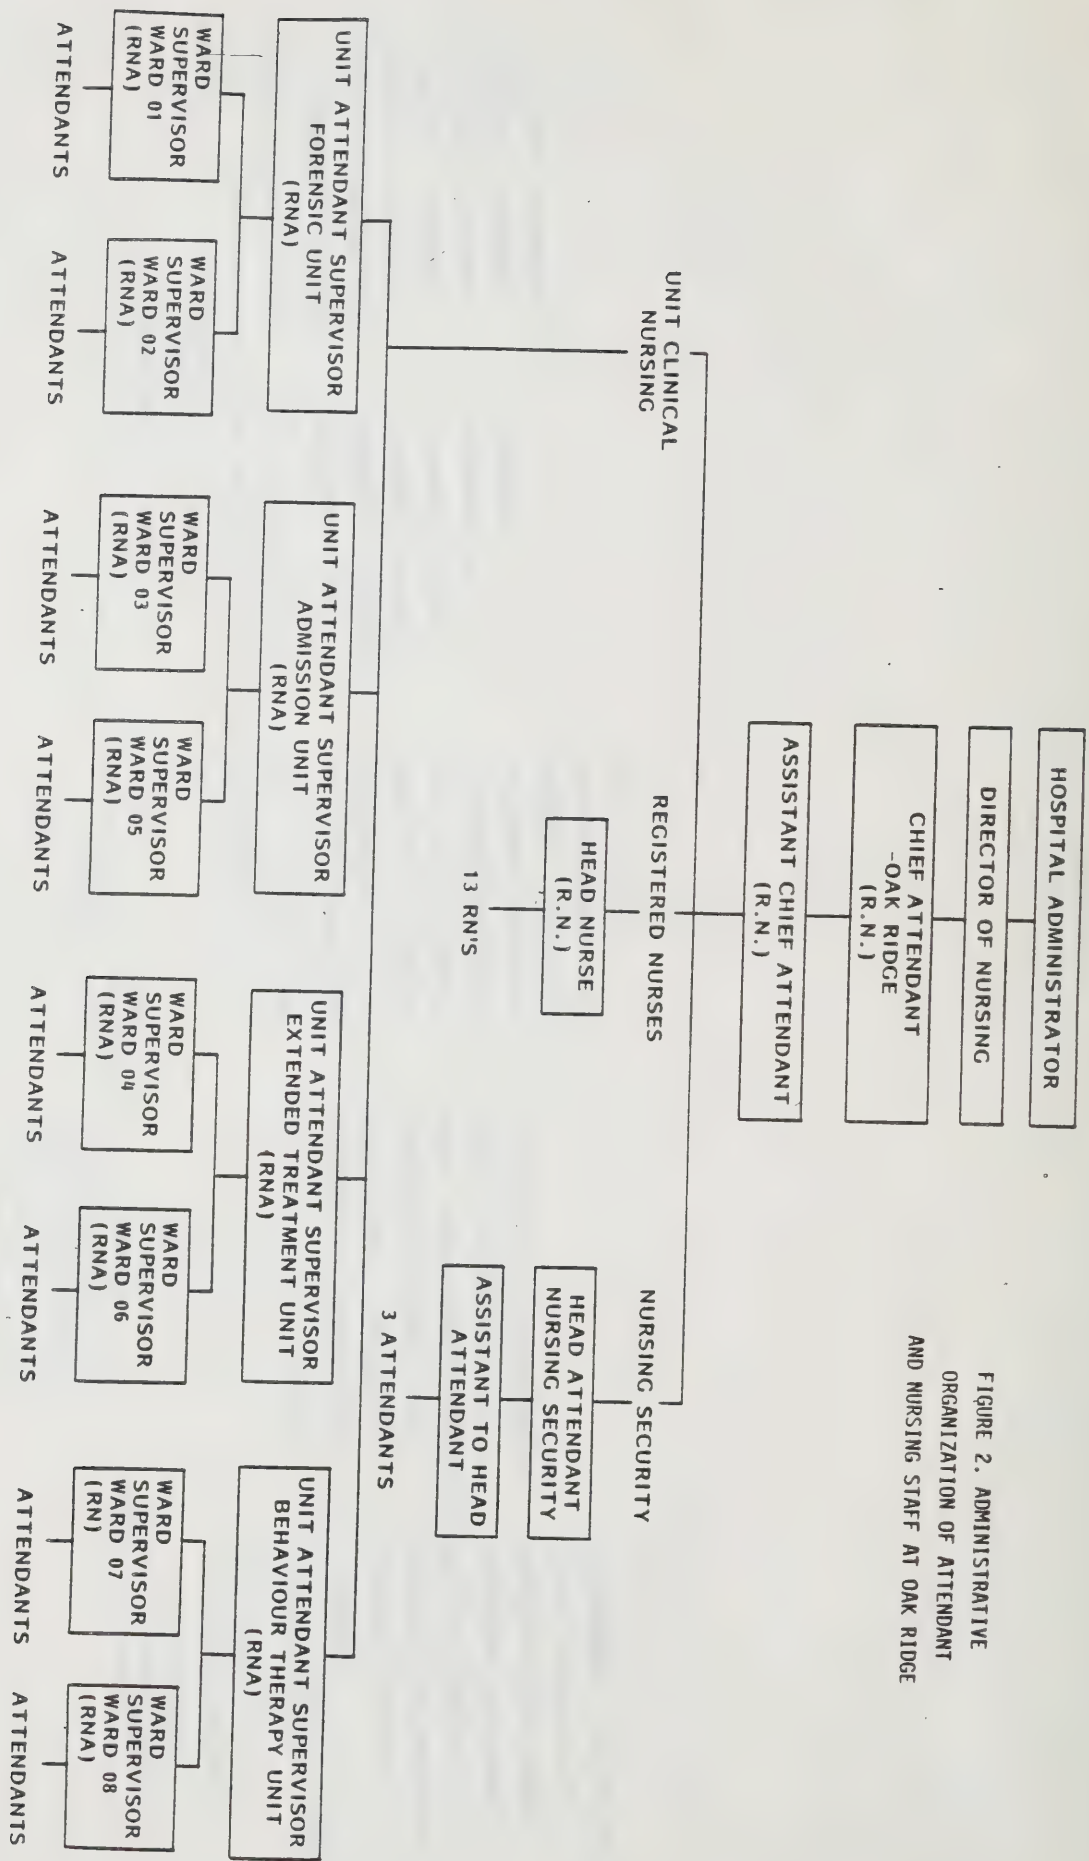 FIGURE 2. ADMINISTRATIVE
ORGANIZATION OF ATTENDANT
AND NURSING STAFF AT OAK RIDGE
HOSPITAL ADMINISTRATOR
DIRECTOR OF NURSING
CHIEF ATTENDANT
-OAK RIDGE
(R.N.)
ASSISTANT CHIEF ATTENDANT
(R.N.)
UNIT CLINICAL
NURSING
REGISTERED NURSES
HEAD NURSE
(R.N.)
13 RN'S
NURSING SECURITY
HEAD ATTENDANT
NURSING SECURITY
ASSISTANT TO HEAD
ATTENDANT
3 ATTENDANTS
UNIT ATTENDANT SUPERVISOR
FORENSIC UNIT
(RNA)
WARD
SUPERVISOR
WARD 01
(RNA)
ATTENDANTS
WARD
SUPERVISOR
WARD 02
(RNA)
ATTENDANTS
UNIT ATTENDANT SUPERVISOR
ADMISSION UNIT
(RNA)
WARD
SUPERVISOR
WARD 03
(RNA)
ATTENDANTS
WARD
SUPERVISOR
WARD 05
(RNA)
ATTENDANTS
UNIT ATTENDANT SUPERVISOR
EXTENDED TREATMENT UNIT
(RNA)
WARD
SUPERVISOR
WARD 04
(RNA)
ATTENDANTS
WARD
SUPERVISOR
WARD 06
(RNA)
ATTENDANTS
UNIT ATTENDANT SUPERVISOR
BEHAVIOUR THERAPY UNIT
(RNA)
WARD
SUPERVISOR
WARD 07
(RN)
ATTENDANTS
WARD
SUPERVISOR
WARD 08
(RNA)
ATTENDANTS